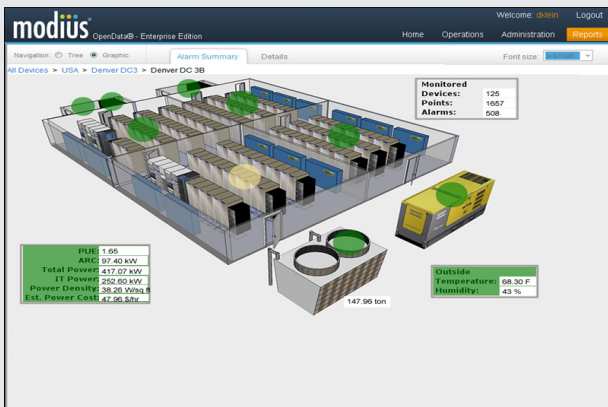 Welcome: dklein Logout
modius® OpenData® - Enterprise Edition
Home Operations Administration Reports
Navigation: Tree Graphic
Alarm Summary Details
Font size: x-small
All Devices > USA > Denver DC3 > Denver DC 3B
Monitored
Devices: 125
Points: 1657
Alarms: 508
PUE: 1.65
ARC: 97.40 kW
Total Power: 417.07 kW
IT Power: 252.60 kW
Power Density: 38.26 W/sq ft
Est. Power Cost: 47.96 $/hr
147.96 ton
Outside
Temperature: 68.30 F
Humidity: 43 %